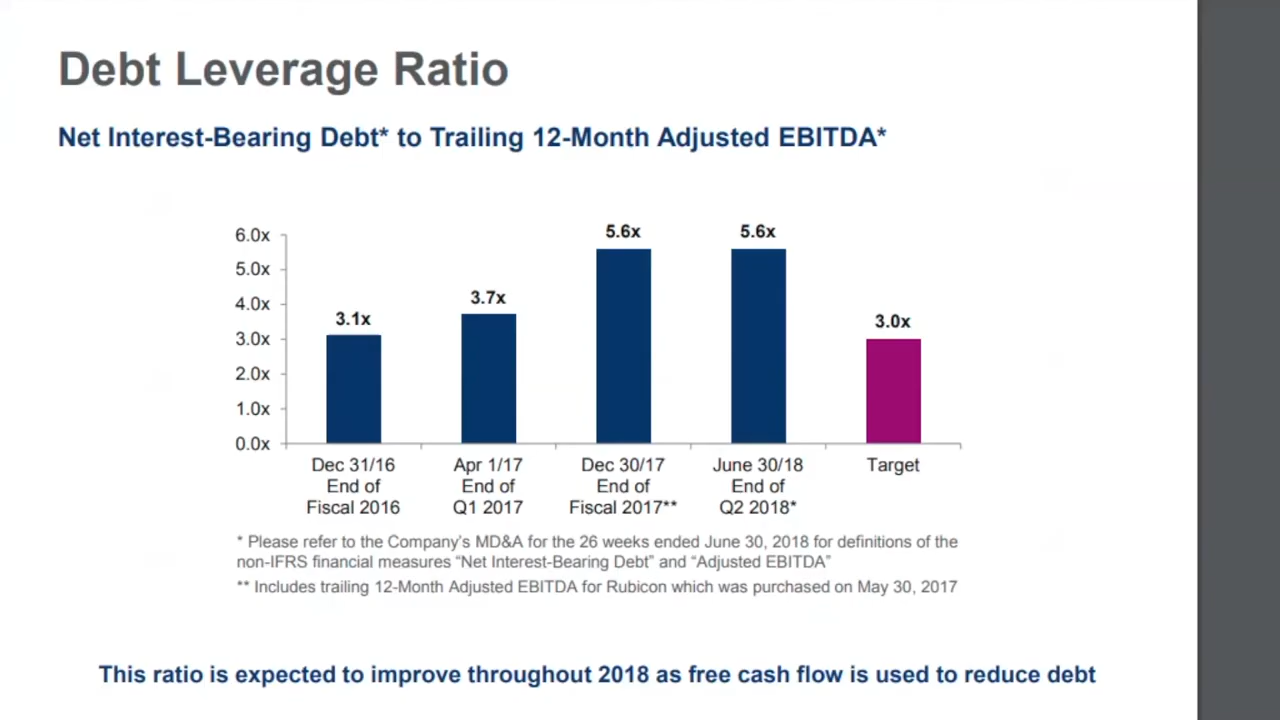 Debt Leverage Ratio
Net Interest-Bearing Debt* to Trailing 12-Month Adjusted EBITDA*
6.0x
5.0x
4.0x
3.0x
2.0x
1.0x
0.0x
3.1x
3.7x
5.6x
5.6x
3.0x
Dec 31/16
End of
Fiscal 2016
Apr 1/17
End of
Q1 2017
Dec 30/17
End of
Fiscal 2017**
June 30/18
End of
Q2 2018*
Target
* Please refer to the Company’s MD&A for the 26 weeks ended June 30, 2018 for definitions of the
non-IFRS financial measures “Net Interest-Bearing Debt” and “Adjusted EBITDA”
** Includes trailing 12-Month Adjusted EBITDA for Rubicon which was purchased on May 30, 2017
This ratio is expected to improve throughout 2018 as free cash flow is used to reduce debt